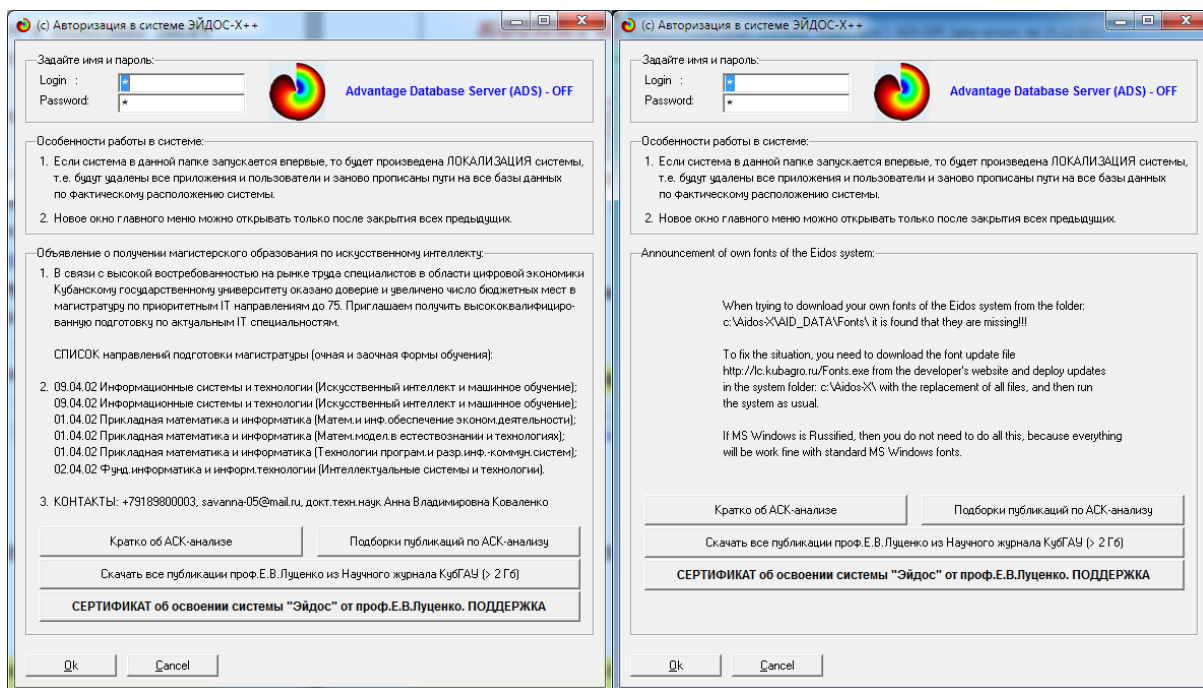 (c) Авторизация в системе ЭЙДОС-X++
Задайте имя и пароль:
Login :
*
Password:
*
Advantage Database Server (ADS) - OFF
Особенности работы в системе:
1. Если система в данной папке запускается впервые, то будет произведена ЛОКАЛИЗАЦИЯ системы,
т.е. будут удалены все приложения и пользователи и заново прописаны пути на все базы данных
по фактическому расположению системы.
2. Новое окно главного меню можно открывать только после закрытия всех предыдущих.
Объявление о получении магистерского образования по искусственному интеллекту:
1. В связи с высокой востребованностью на рынке труда специалистов в области цифровой экономики
Кубанскому государственному университету оказано доверие и увеличено число бюджетных мест в
магистратуру по приоритетным IT направлениям до 75. Приглашаем получить высококвалифициро-
ванную подготовку по актуальным IT специальностям.
СПИСОК направлений подготовки магистратуры (очная и заочная формы обучения):
2. 09.04.02 Информационные системы и технологии (Искусственный интеллект и машинное обучение);
09.04.02 Информационные системы и технологии (Искусственный интеллект и машинное обучение);
01.04.02 Прикладная математика и информатика (Матем.и инф.обеспечение эконом.деятельности);
01.04.02 Прикладная математика и информатика (Матем.модел.в естествознании и технологиях);
01.04.02 Прикладная математика и информатика (Технологии програм.и разр.инф.-коммун.систем);
02.04.02 Фунд.информатика и информ.технологии (Интеллектуальные системы и технологии).
3. КОНТАКТЫ: +79189800003, savanna-05@mail.ru, докт.техн.наук Анна Владимировна Коваленко
Кратко об АСК-анализе
Подборки публикаций по АСК-анализу
Скачать все публикации проф.Е.В.Луценко из Научного журнала КубГАУ (> 2 Гб)
СЕРТИФИКАТ об освоении системы "Эйдос" от проф.Е.В.Луценко. ПОДДЕРЖКА
Ok
Cancel
(c) Авторизация в системе ЭЙДОС-X++
Задайте имя и пароль:
Login :
*
Password:
*
Advantage Database Server (ADS) - OFF
Особенности работы в системе:
1. Если система в данной папке запускается впервые, то будет произведена ЛОКАЛИЗАЦИЯ системы,
т.е. будут удалены все приложения и пользователи и заново прописаны пути на все базы данных
по фактическому расположению системы.
2. Новое окно главного меню можно открывать только после закрытия всех предыдущих.
Announcement of own fonts of the Eidos system:
When trying to download your own fonts of the Eidos system from the folder:
c:\Aidos-X\AID_DATA\Fonts\ it is found that they are missing!!!
To fix the situation, you need to download the font update file
http://lc.kubagro.ru/Fonts.exe from the developer's website and deploy updates
in the system folder: c:\Aidos-X\ with the replacement of all files, and then run
the system as usual.
If MS Windows is Russified, then you do not need to do all this, because everything
will be work fine with standard MS Windows fonts.
Кратко об АСК-анализе
Подборки публикаций по АСК-анализу
Скачать все публикации проф.Е.В.Луценко из Научного журнала КубГАУ (> 2 Гб)
СЕРТИФИКАТ об освоении системы "Эйдос" от проф.Е.В.Луценко. ПОДДЕРЖКА
Ok
Cancel